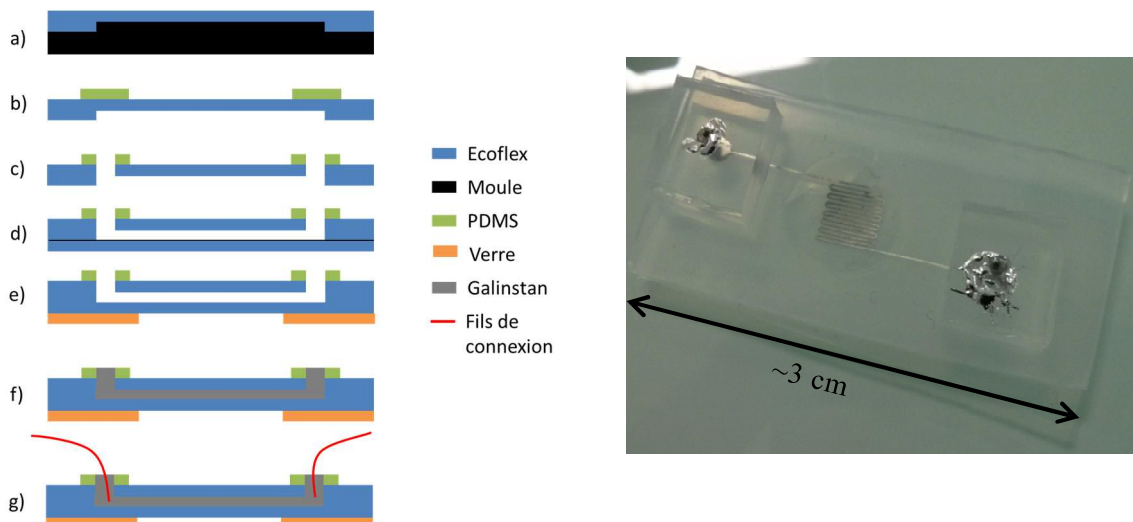 a)
b)
c)
d)
e)
f)
g)
Ecoflex
Moule
PDMS
Verre
Galinstan
Fils de
connexion
~3 cm